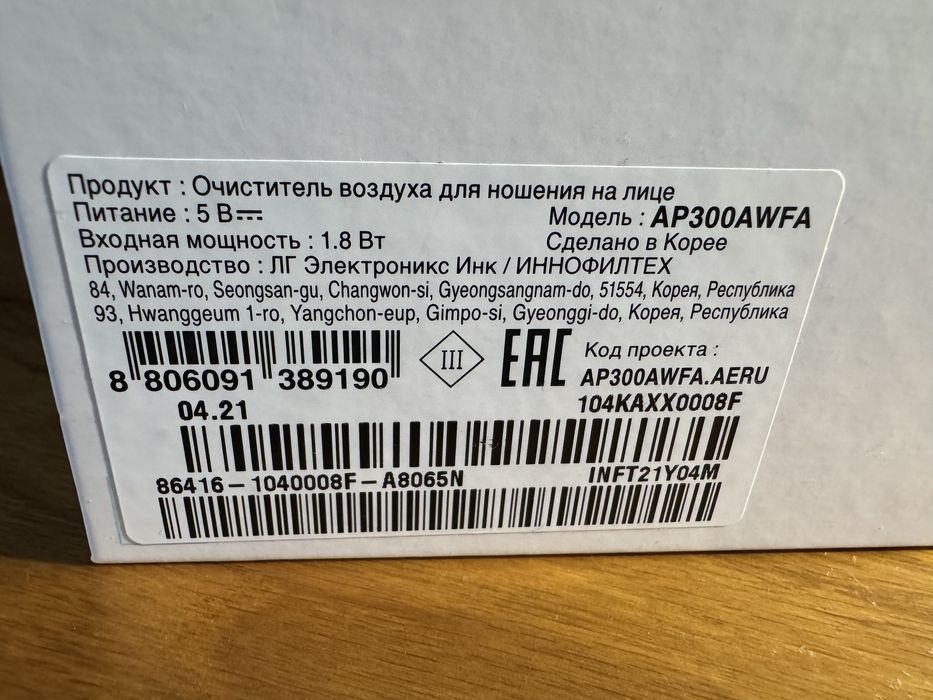 Продукт : Очиститель воздуха для ношения на лице
Питание : 5 В⎓ Модель : AP300AWFA
Входная мощность : 1.8 Вт Сделано в Корее
Производство : ЛГ Электроникс Инк / ИННОФИЛТЕХ
84, Wanam-ro, Seongsan-gu, Changwon-si, Gyeongsangnam-do, 51554, Корея, Республика
93, Hwanggeum 1-ro, Yangchon-eup, Gimpo-si, Gyeonggi-do, Корея, Республика
III EAC Код проекта :
8 806091 389190 AP300AWFA.AERU
04.21 104KAXX0008F
86416-1040008F-A8065N INFT21Y04M